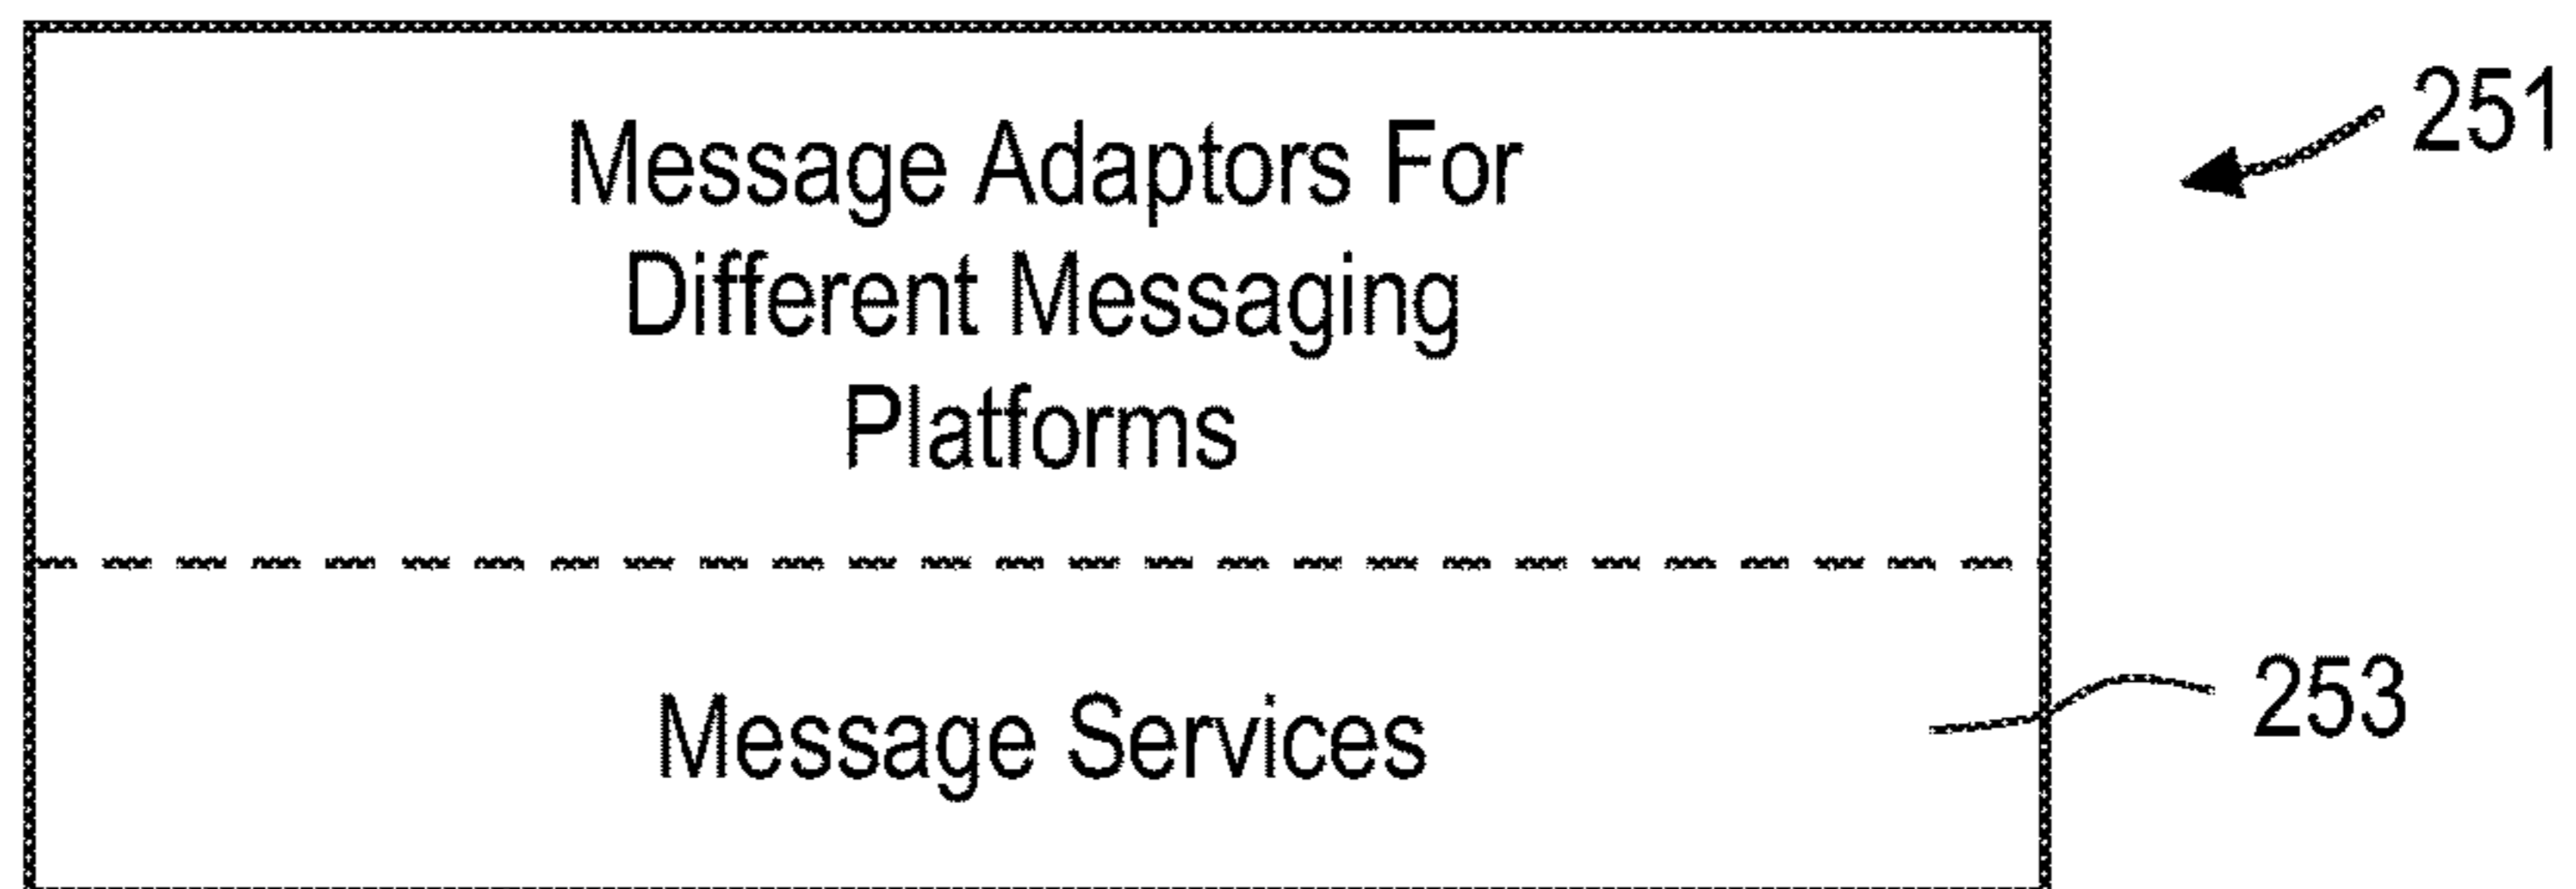 251
Message Adaptors For
Different Messaging
Platforms
Message Services
253